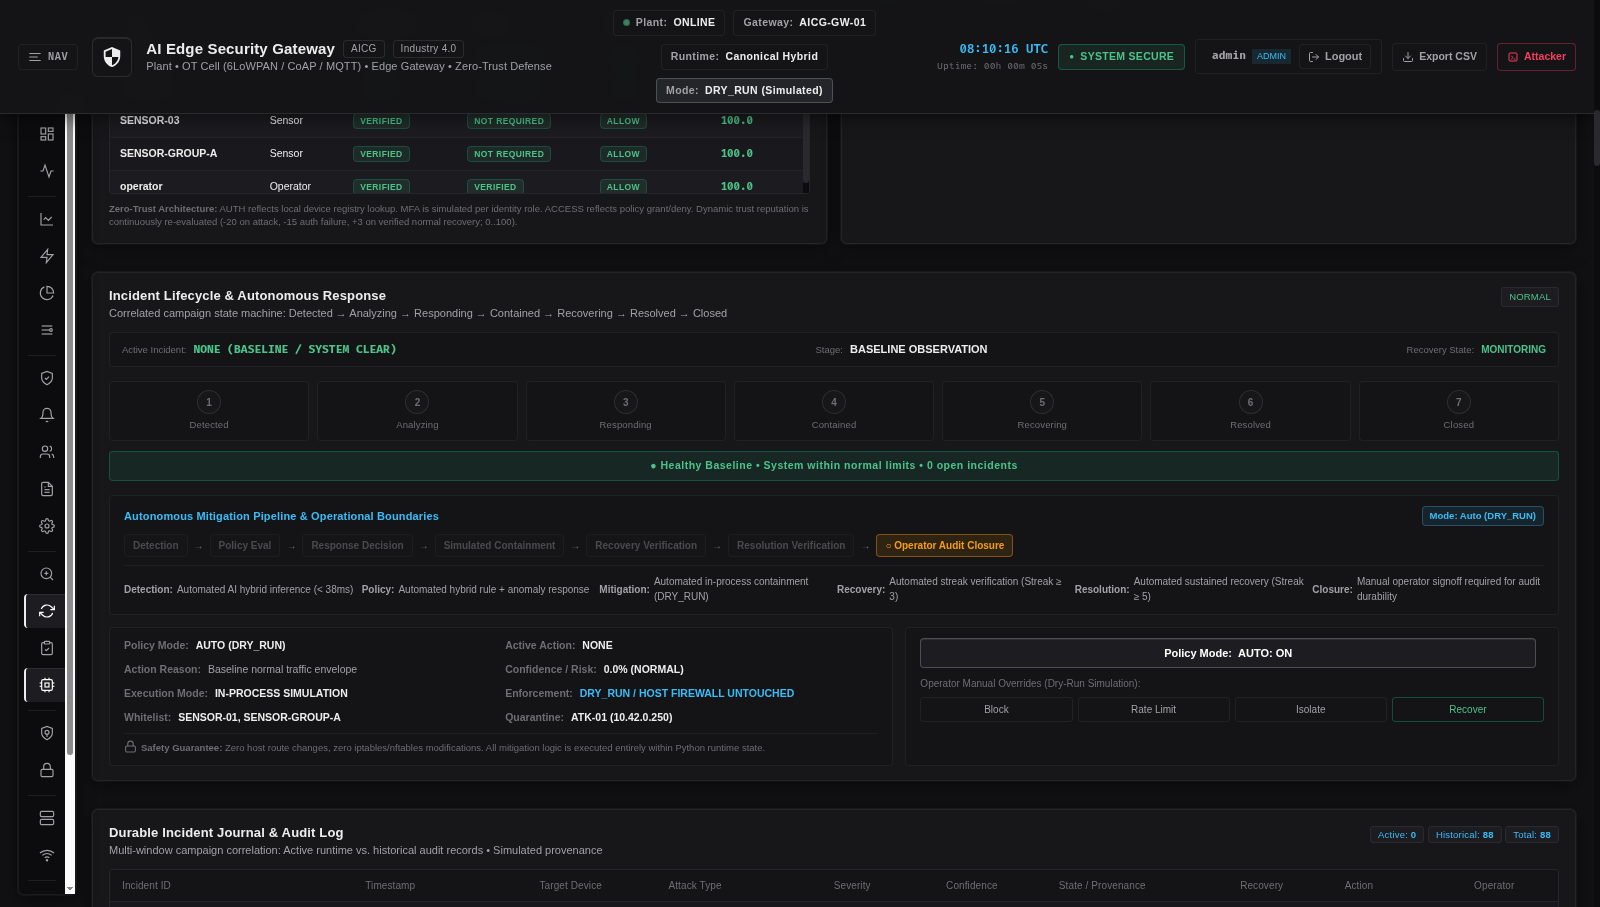 Plant: ONLINE
Gateway: AICG-GW-01
NAV
AI Edge Security Gateway
AICG
Industry 4.0
Plant • OT Cell (6LoWPAN / CoAP / MQTT) • Edge Gateway • Zero-Trust Defense
Runtime: Canonical Hybrid
Mode: DRY_RUN (Simulated)
08:10:16 UTC
Uptime: 00h 00m 05s
● SYSTEM SECURE
admin ADMIN
Logout
Export CSV
Attacker
SENSOR-03 Sensor VERIFIED NOT REQUIRED ALLOW 100.0
SENSOR-GROUP-A Sensor VERIFIED NOT REQUIRED ALLOW 100.0
operator Operator VERIFIED VERIFIED ALLOW 100.0
Zero-Trust Architecture: AUTH reflects local device registry lookup. MFA is simulated per identity role. ACCESS reflects policy grant/deny. Dynamic trust reputation is
continuously re-evaluated (-20 on attack, -15 auth failure, +3 on verified normal recovery; 0..100).
Incident Lifecycle & Autonomous Response
NORMAL
Correlated campaign state machine: Detected → Analyzing → Responding → Contained → Recovering → Resolved → Closed
Active Incident: NONE (BASELINE / SYSTEM CLEAR)
Stage: BASELINE OBSERVATION
Recovery State: MONITORING
1 2 3 4 5 6 7
Detected Analyzing Responding Contained Recovering Resolved Closed
● Healthy Baseline • System within normal limits • 0 open incidents
Autonomous Mitigation Pipeline & Operational Boundaries
Mode: Auto (DRY_RUN)
Detection → Policy Eval → Response Decision → Simulated Containment → Recovery Verification → Resolution Verification → ○ Operator Audit Closure
Detection: Automated AI hybrid inference (< 38ms)
Policy: Automated hybrid rule + anomaly response
Mitigation: Automated in-process containment
(DRY_RUN)
Recovery: Automated streak verification (Streak ≥
3)
Resolution: Automated sustained recovery (Streak
≥ 5)
Closure: Manual operator signoff required for audit
durability
Policy Mode: AUTO (DRY_RUN)
Active Action: NONE
Action Reason: Baseline normal traffic envelope
Confidence / Risk: 0.0% (NORMAL)
Execution Mode: IN-PROCESS SIMULATION
Enforcement: DRY_RUN / HOST FIREWALL UNTOUCHED
Whitelist: SENSOR-01, SENSOR-GROUP-A
Quarantine: ATK-01 (10.42.0.250)
Safety Guarantee: Zero host route changes, zero iptables/nftables modifications. All mitigation logic is executed entirely within Python runtime state.
Policy Mode: AUTO: ON
Operator Manual Overrides (Dry-Run Simulation):
Block Rate Limit Isolate Recover
Durable Incident Journal & Audit Log
Active: 0 Historical: 88 Total: 88
Multi-window campaign correlation: Active runtime vs. historical audit records • Simulated provenance
Incident ID Timestamp Target Device Attack Type Severity Confidence State / Provenance Recovery Action Operator